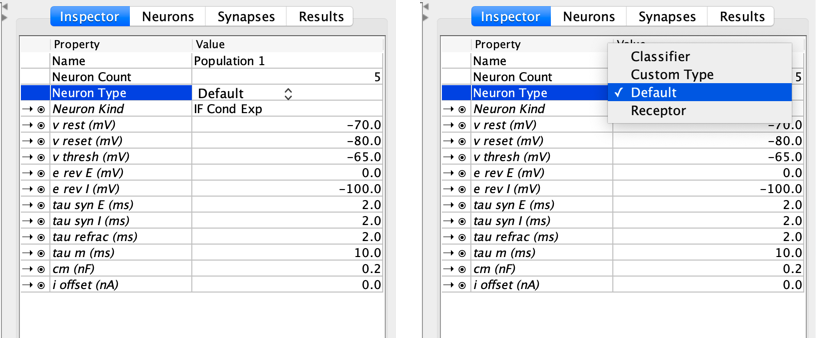 Inspector Neurons Synapses Results
Property Value
Name Population 1
Neuron Count 5
Neuron Type Default
Neuron Kind IF Cond Exp
v rest (mV) -70.0
v reset (mV) -80.0
v thresh (mV) -65.0
e rev E (mV) 0.0
e rev I (mV) -100.0
tau syn E (ms) 2.0
tau syn I (ms) 2.0
tau refrac (ms) 2.0
tau m (ms) 10.0
cm (nF) 0.2
i offset (nA) 0.0
Inspector Neurons Synapses Results
Property Value
Name
Neuron Count 5
Neuron Type
Neuron Kind
Classifier
Custom Type
✓ Default
Receptor
v rest (mV) -70.0
v reset (mV) -80.0
v thresh (mV) -65.0
e rev E (mV) 0.0
e rev I (mV) -100.0
tau syn E (ms) 2.0
tau syn I (ms) 2.0
tau refrac (ms) 2.0
tau m (ms) 10.0
cm (nF) 0.2
i offset (nA) 0.0